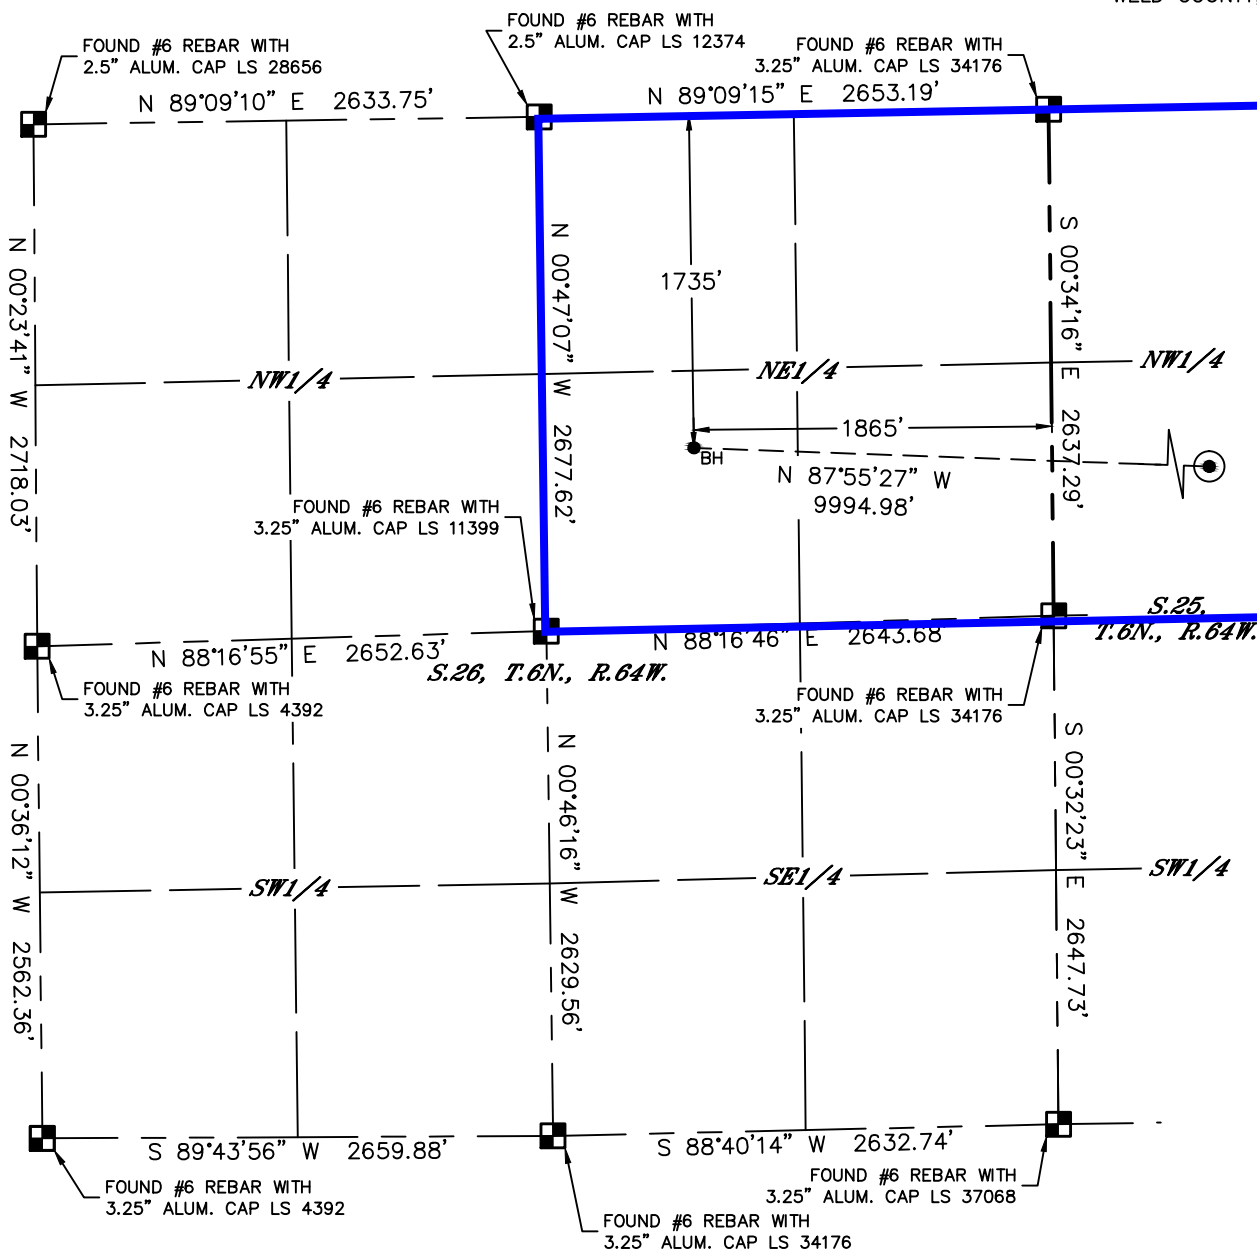 FOUND #6 REBAR WITH
2.5" ALUM. CAP LS 28656
FOUND #6 REBAR WITH
2.5" ALUM. CAP LS 12374
FOUND #6 REBAR WITH
3.25" ALUM. CAP LS 34176
N 89°09'10" E 2633.75'
N 89°09'15" E 2653.19'
N 00°23'41" W 2718.03'
N 00°47'07" W 2677.62'
1735'
S 00°34'16" E 2637.29'
NW1/4
NE1/4
NW1/4
1865'
BH
N 87°55'27" W
9994.98'
FOUND #6 REBAR WITH
3.25" ALUM. CAP LS 11399
S.25,
T.6N., R.64W.
N 88°16'55" E 2652.63'
N 88°16'46" E 2643.68
S.26, T.6N., R.64W.
FOUND #6 REBAR WITH
3.25" ALUM. CAP LS 4392
FOUND #6 REBAR WITH
3.25" ALUM. CAP LS 34176
N 00°36'12" W 2562.36'
N 00°46'16" W 2629.56'
S 00°32'23" E 2647.73'
SW1/4
SE1/4
SW1/4
S 89°43'56" W 2659.88'
S 88°40'14" W 2632.74'
FOUND #6 REBAR WITH
3.25" ALUM. CAP LS 4392
FOUND #6 REBAR WITH
3.25" ALUM. CAP LS 37068
FOUND #6 REBAR WITH
3.25" ALUM. CAP LS 34176